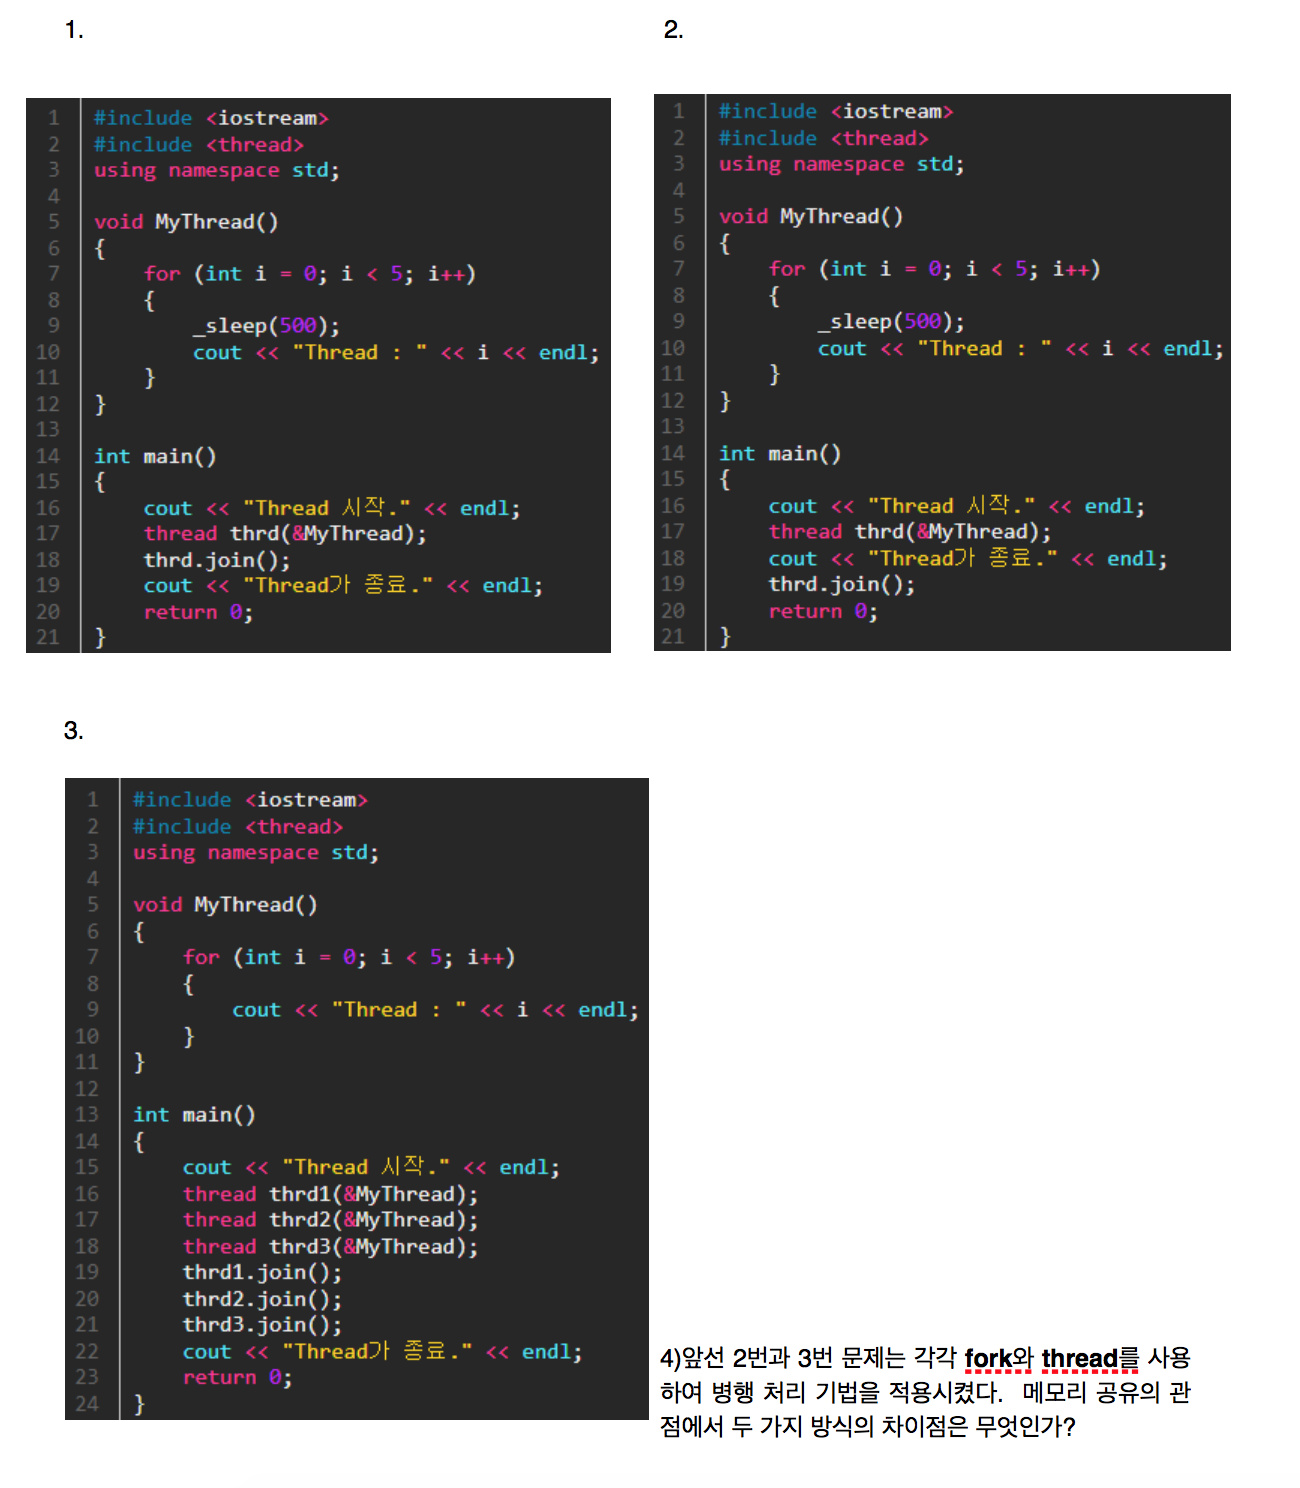 1.
1 #include <iostream>
2 #include <thread>
3 using namespace std;
4
5 void MyThread()
6 {
7     for (int i = 0; i < 5; i++)
8     {
9         _sleep(500);
10         cout << "Thread : " << i << endl;
11     }
12 }
13
14 int main()
15 {
16     cout << "Thread 시작." << endl;
17     thread thrd(&MyThread);
18     thrd.join();
19     cout << "Thread가 종료." << endl;
20     return 0;
21 }
2.
1 #include <iostream>
2 #include <thread>
3 using namespace std;
4
5 void MyThread()
6 {
7     for (int i = 0; i < 5; i++)
8     {
9         _sleep(500);
10         cout << "Thread : " << i << endl;
11     }
12 }
13
14 int main()
15 {
16     cout << "Thread 시작." << endl;
17     thread thrd(&MyThread);
18     cout << "Thread가 종료." << endl;
19     thrd.join();
20     return 0;
21 }
3.
1 #include <iostream>
2 #include <thread>
3 using namespace std;
4
5 void MyThread()
6 {
7     for (int i = 0; i < 5; i++)
8     {
9         cout << "Thread : " << i << endl;
10     }
11 }
12
13 int main()
14 {
15     cout << "Thread 시작." << endl;
16     thread thrd1(&MyThread);
17     thread thrd2(&MyThread);
18     thread thrd3(&MyThread);
19     thrd1.join();
20     thrd2.join();
21     thrd3.join();
22     cout << "Thread가 종료." << endl;
23     return 0;
24 }
4)앞선 2번과 3번 문제는 각각 fork와 thread를 사용
하여 병행 처리 기법을 적용시켰다. 메모리 공유의 관
점에서 두 가지 방식의 차이점은 무엇인가?